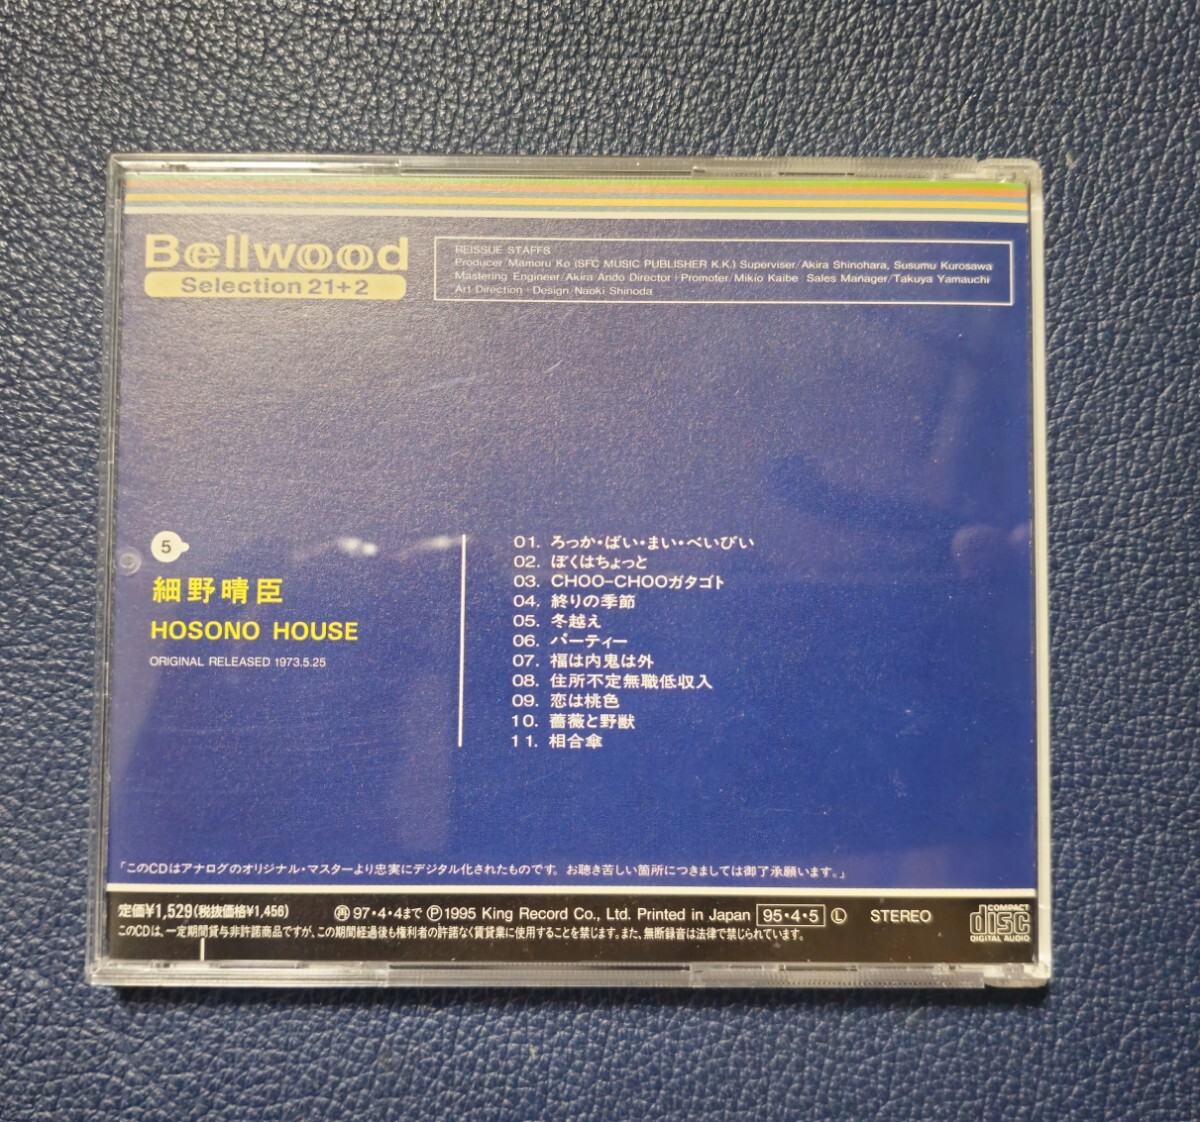 Bellwood
Selection 21+2
REISSUE STAFFS
Producer/Mamoru Ko (SFC MUSIC PUBLISHER K.K.) Superviser/Akira Shinohara, Susumu Kurosawa
Mastering Engineer/Akira Ando Director+Promoter/Mikio Kaibe Sales Manager/Takuya Yamauchi
Art Direction+Design/Naoki Shinoda
5
細野晴臣
HOSONO HOUSE
ORIGINAL RELEASED 1973.5.25
01. ろっか・ばい・まい・べいびい
02. ぼくはちょっと
03. CHOO-CHOOガタゴト
04. 終りの季節
05. 冬越え
06. パーティー
07. 福は内鬼は外
08. 住所不定無職低収入
09. 恋は桃色
10. 薔薇と野獣
11. 相合傘
「このCDはアナログのオリジナル・マスターより忠実にデジタル化されたものです。お聴き苦しい箇所につきましては御了承願います。」
定価¥1,529(税抜価格¥1,456) 再 97・4・4まで Ⓟ1995 King Record Co., Ltd. Printed in Japan 95・4・5 Ⓛ STEREO
このCDは、一定期間貸与非許諾商品ですが、この期間経過後も権利者の許諾なく賃貸業に使用することを禁じます。また、無断録音は法律で禁じられています。
COMPACT
disc
DIGITAL AUDIO